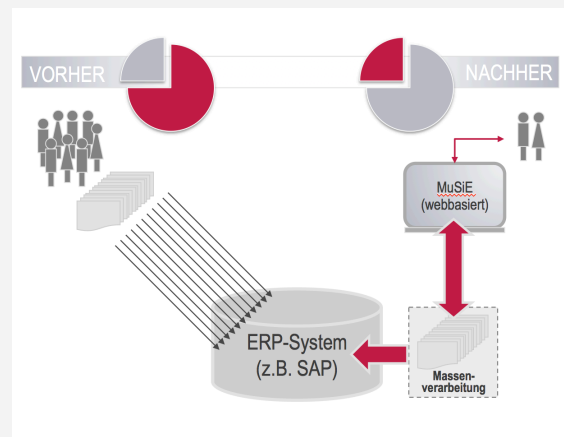 VORHER
NACHHER
MuSiE
(webbasiert)
ERP-System
(z.B. SAP)
Massen-
verarbeitung